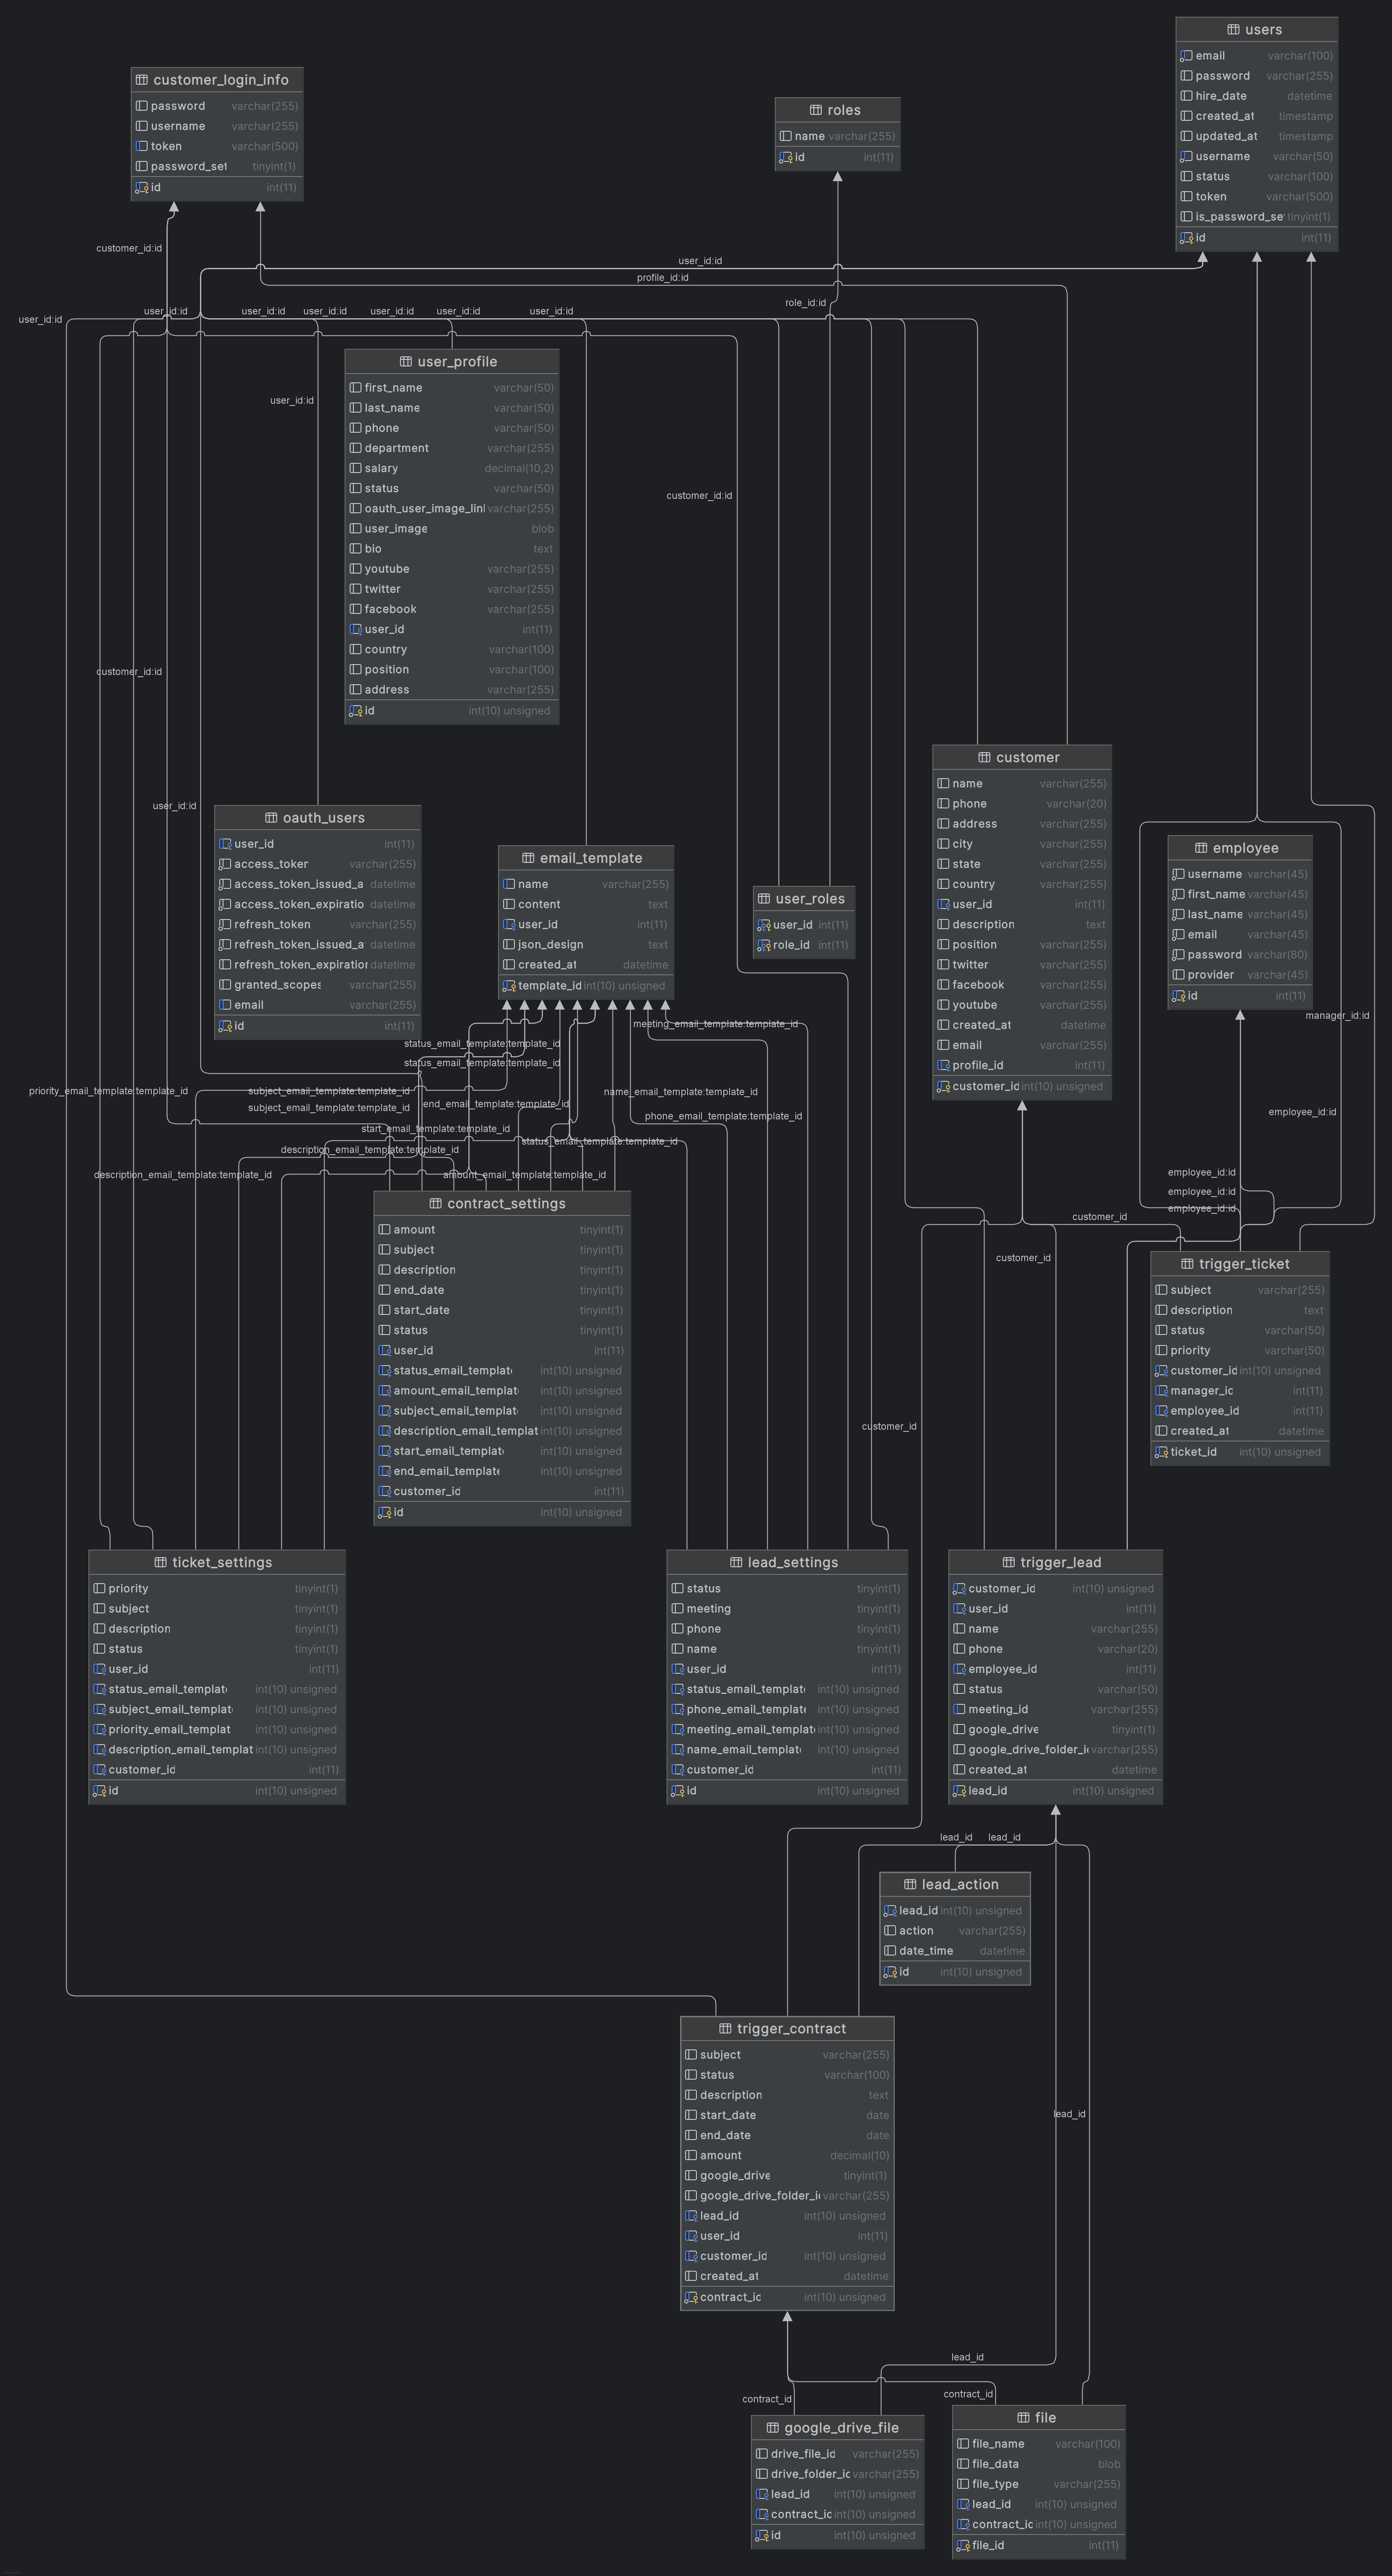 users
email varchar(100)
password varchar(255)
hire_date datetime
created_at timestamp
updated_at timestamp
username varchar(50)
status varchar(100)
token varchar(500)
is_password_se tinyint(1)
id int(11)
customer_login_info
password varchar(255)
username varchar(255)
token varchar(500)
password_set tinyint(1)
id int(11)
roles
name varchar(255)
id int(11)
customer_id:id
user_id:id
profile_id:id
role_id:id
user_id:id
user_id:id
user_id:id
user_id:id
user_id:id
user_id:id
user_id:id
user_profile
first_name varchar(50)
last_name varchar(50)
phone varchar(50)
department varchar(255)
salary decimal(10,2)
status varchar(50)
oauth_user_image_lin varchar(255)
user_image blob
bio text
youtube varchar(255)
twitter varchar(255)
facebook varchar(255)
user_id int(11)
country varchar(100)
position varchar(100)
address varchar(255)
id int(10) unsigned
user_id:id
customer_id:id
customer_id:id
user_id:id
customer
name varchar(255)
phone varchar(20)
address varchar(255)
city varchar(255)
state varchar(255)
country varchar(255)
user_id int(11)
description text
position varchar(255)
twitter varchar(255)
facebook varchar(255)
youtube varchar(255)
created_at datetime
email varchar(255)
profile_id int(11)
customer_id int(10) unsigned
oauth_users
user_id int(11)
access_token varchar(255)
access_token_issued_a datetime
access_token_expiratio datetime
refresh_token varchar(255)
refresh_token_issued_a datetime
refresh_token_expiration datetime
granted_scopes varchar(255)
email varchar(255)
id int(11)
email_template
name varchar(255)
content text
user_id int(11)
json_design text
created_at datetime
template_id int(10) unsigned
user_roles
user_id int(11)
role_id int(11)
employee
username varchar(45)
first_name varchar(45)
last_name varchar(45)
email varchar(45)
password varchar(80)
provider varchar(45)
id int(11)
manager_id:id
meeting_email_template:template_id
status_email_template:template_id
status_email_template:template_id
priority_email_template:template_id
subject_email_template:template_id
name_email_template:template_id
subject_email_template:template_id
end_email_template:template_id
phone_email_template:template_id
employee_id:id
start_email_template:template_id
status_email_template:template_id
description_email_template:template_id
description_email_template:template_id
amount_email_template:template_id
employee_id:id
employee_id:id
employee_id:id
customer_id
customer_id
contract_settings
amount tinyint(1)
subject tinyint(1)
description tinyint(1)
end_date tinyint(1)
start_date tinyint(1)
status tinyint(1)
user_id int(11)
status_email_template int(10) unsigned
amount_email_templat int(10) unsigned
subject_email_templat int(10) unsigned
description_email_templat int(10) unsigned
start_email_template int(10) unsigned
end_email_template int(10) unsigned
customer_id int(11)
id int(10) unsigned
trigger_ticket
subject varchar(255)
description text
status varchar(50)
priority varchar(50)
customer_id int(10) unsigned
manager_id int(11)
employee_id int(11)
created_at datetime
ticket_id int(10) unsigned
customer_id
ticket_settings
priority tinyint(1)
subject tinyint(1)
description tinyint(1)
status tinyint(1)
user_id int(11)
status_email_template int(10) unsigned
subject_email_templat int(10) unsigned
priority_email_templat int(10) unsigned
description_email_templat int(10) unsigned
customer_id int(11)
id int(10) unsigned
lead_settings
status tinyint(1)
meeting tinyint(1)
phone tinyint(1)
name tinyint(1)
user_id int(11)
status_email_template int(10) unsigned
phone_email_template int(10) unsigned
meeting_email_templat int(10) unsigned
name_email_template int(10) unsigned
customer_id int(11)
id int(10) unsigned
trigger_lead
customer_id int(10) unsigned
user_id int(11)
name varchar(255)
phone varchar(20)
employee_id int(11)
status varchar(50)
meeting_id varchar(255)
google_drive tinyint(1)
google_drive_folder_id varchar(255)
created_at datetime
lead_id int(10) unsigned
lead_id
lead_id
lead_action
lead_id int(10) unsigned
action varchar(255)
date_time datetime
id int(10) unsigned
trigger_contract
subject varchar(255)
status varchar(100)
description text
start_date date
end_date date
amount decimal(10)
google_drive tinyint(1)
google_drive_folder_id varchar(255)
lead_id int(10) unsigned
user_id int(11)
customer_id int(10) unsigned
created_at datetime
contract_id int(10) unsigned
lead_id
lead_id
contract_id
contract_id
google_drive_file
drive_file_id varchar(255)
drive_folder_id varchar(255)
lead_id int(10) unsigned
contract_id int(10) unsigned
id int(10) unsigned
file
file_name varchar(100)
file_data blob
file_type varchar(255)
lead_id int(10) unsigned
contract_id int(10) unsigned
file_id int(11)